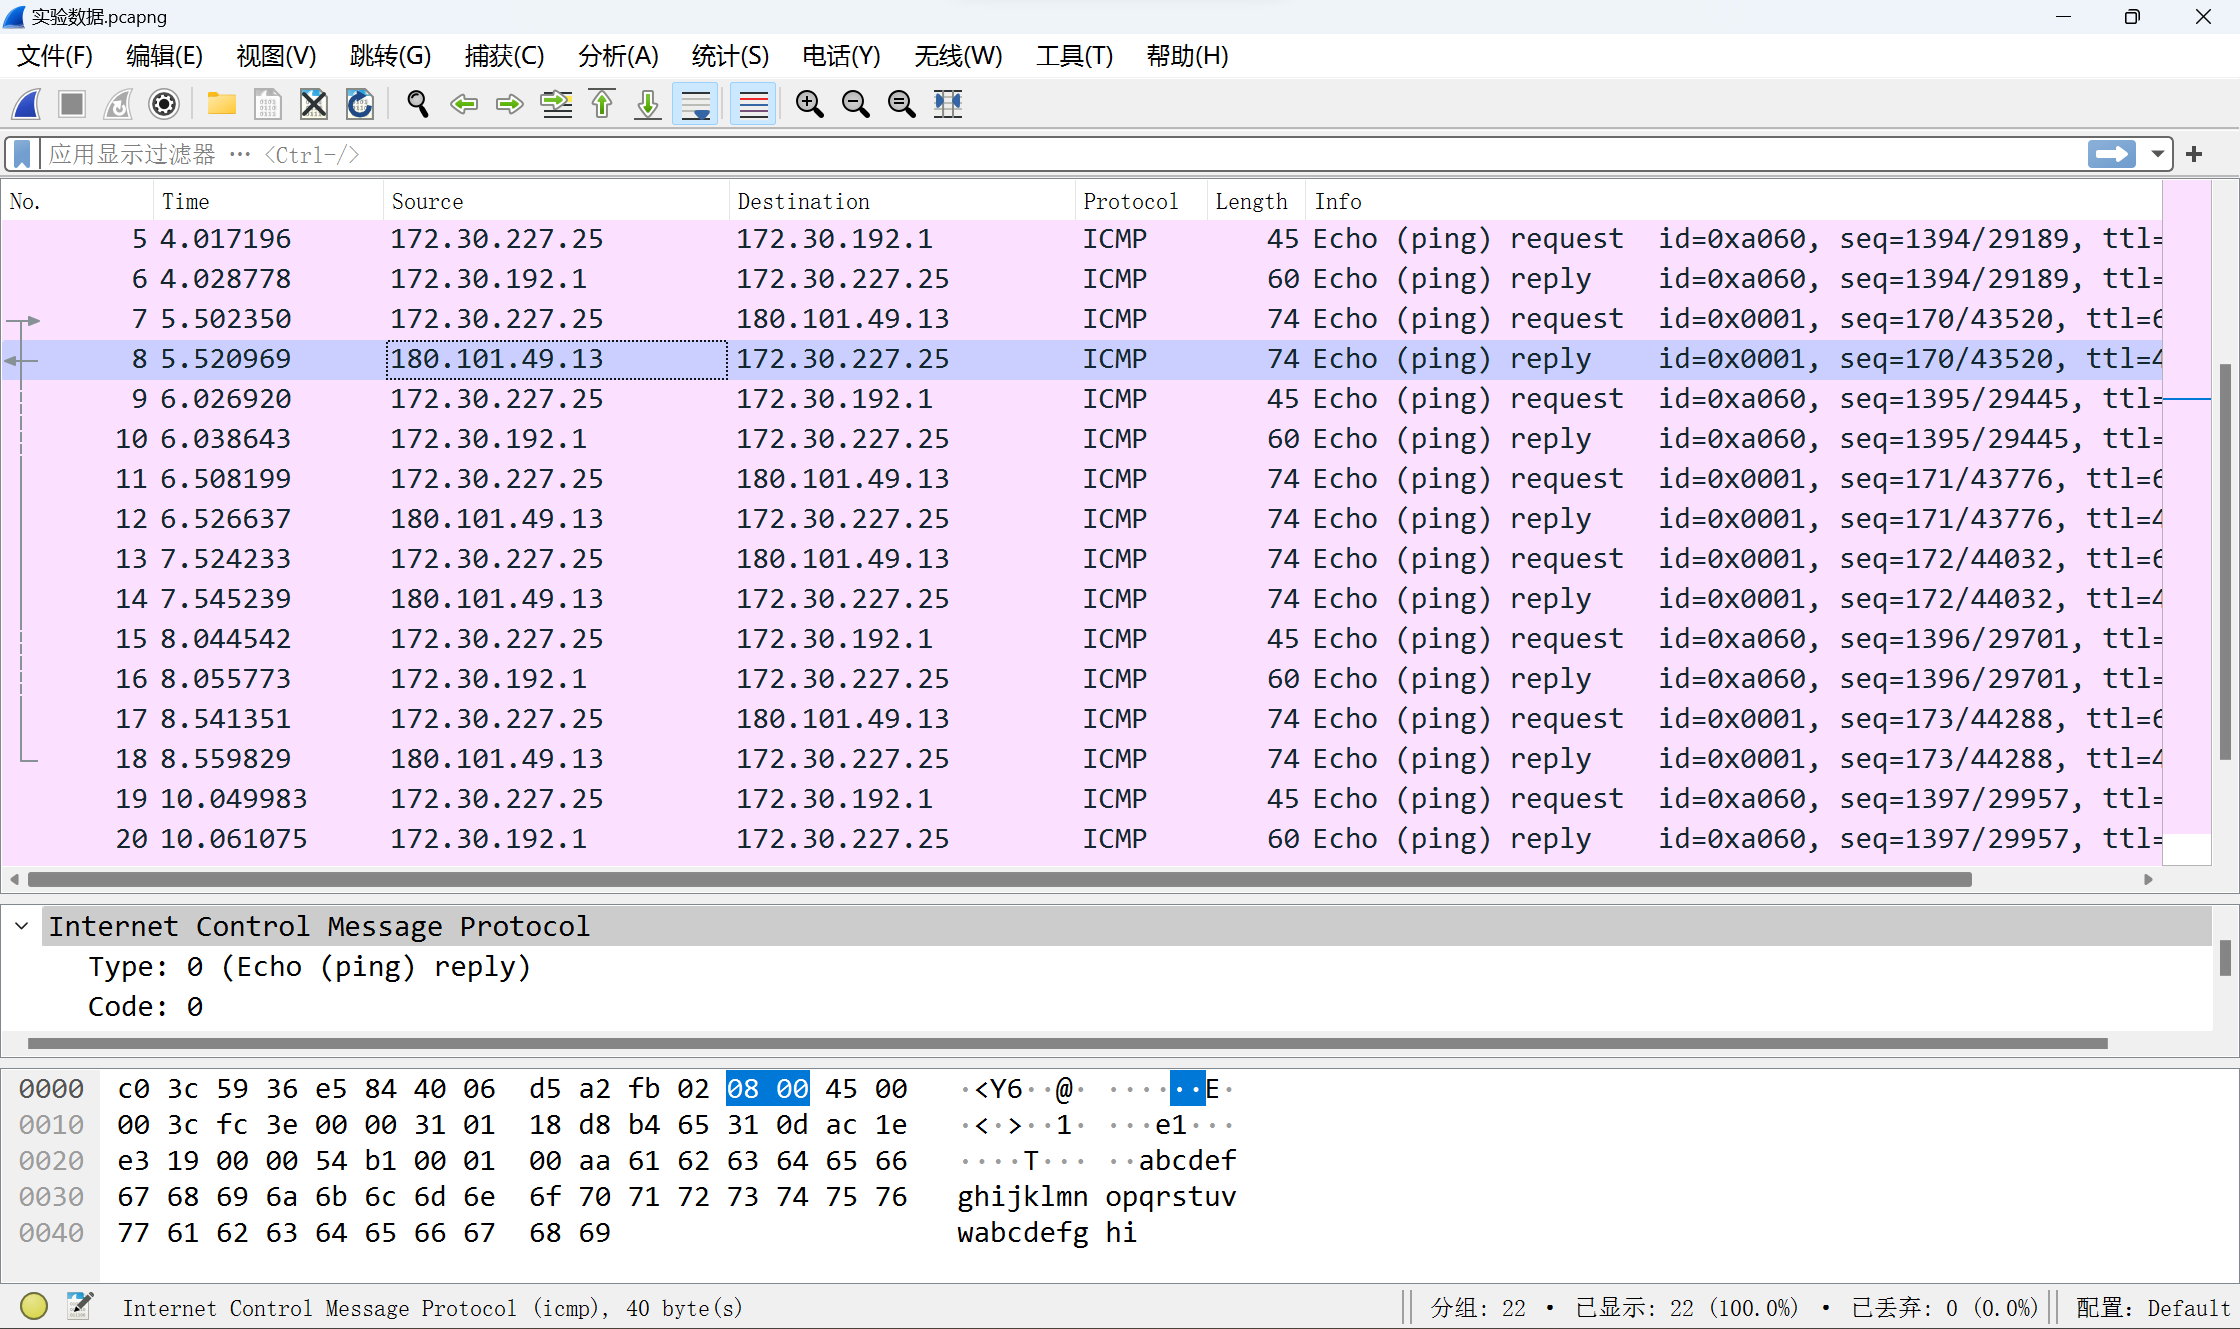 实验数据.pcapng
文件(F) 编辑(E) 视图(V) 跳转(G) 捕获(C) 分析(A) 统计(S) 电话(Y) 无线(W) 工具(T) 帮助(H)
应用显示过滤器 … <Ctrl-/>
No. Time Source Destination Protocol Length Info
5 4.017196 172.30.227.25 172.30.192.1 ICMP 45 Echo (ping) request id=0xa060, seq=1394/29189, ttl=
6 4.028778 172.30.192.1 172.30.227.25 ICMP 60 Echo (ping) reply id=0xa060, seq=1394/29189, ttl=
7 5.502350 172.30.227.25 180.101.49.13 ICMP 74 Echo (ping) request id=0x0001, seq=170/43520, ttl=6
8 5.520969 180.101.49.13 172.30.227.25 ICMP 74 Echo (ping) reply id=0x0001, seq=170/43520, ttl=4
9 6.026920 172.30.227.25 172.30.192.1 ICMP 45 Echo (ping) request id=0xa060, seq=1395/29445, ttl=
10 6.038643 172.30.192.1 172.30.227.25 ICMP 60 Echo (ping) reply id=0xa060, seq=1395/29445, ttl=
11 6.508199 172.30.227.25 180.101.49.13 ICMP 74 Echo (ping) request id=0x0001, seq=171/43776, ttl=6
12 6.526637 180.101.49.13 172.30.227.25 ICMP 74 Echo (ping) reply id=0x0001, seq=171/43776, ttl=4
13 7.524233 172.30.227.25 180.101.49.13 ICMP 74 Echo (ping) request id=0x0001, seq=172/44032, ttl=6
14 7.545239 180.101.49.13 172.30.227.25 ICMP 74 Echo (ping) reply id=0x0001, seq=172/44032, ttl=4
15 8.044542 172.30.227.25 172.30.192.1 ICMP 45 Echo (ping) request id=0xa060, seq=1396/29701, ttl=
16 8.055773 172.30.192.1 172.30.227.25 ICMP 60 Echo (ping) reply id=0xa060, seq=1396/29701, ttl=
17 8.541351 172.30.227.25 180.101.49.13 ICMP 74 Echo (ping) request id=0x0001, seq=173/44288, ttl=6
18 8.559829 180.101.49.13 172.30.227.25 ICMP 74 Echo (ping) reply id=0x0001, seq=173/44288, ttl=4
19 10.049983 172.30.227.25 172.30.192.1 ICMP 45 Echo (ping) request id=0xa060, seq=1397/29957, ttl=
20 10.061075 172.30.192.1 172.30.227.25 ICMP 60 Echo (ping) reply id=0xa060, seq=1397/29957, ttl=
Internet Control Message Protocol
Type: 0 (Echo (ping) reply)
Code: 0
0000 c0 3c 59 36 e5 84 40 06 d5 a2 fb 02 08 00 45 00 ·<Y6··@· ······E·
0010 00 3c fc 3e 00 00 31 01 18 d8 b4 65 31 0d ac 1e ·<·>··1· ···e1···
0020 e3 19 00 00 54 b1 00 01 00 aa 61 62 63 64 65 66 ····T··· ··abcdef
0030 67 68 69 6a 6b 6c 6d 6e 6f 70 71 72 73 74 75 76 ghijklmn opqrstuv
0040 77 61 62 63 64 65 66 67 68 69 wabcdefg hi
Internet Control Message Protocol (icmp), 40 byte(s) 分组: 22 · 已显示: 22 (100.0%) · 已丢弃: 0 (0.0%) 配置: Default